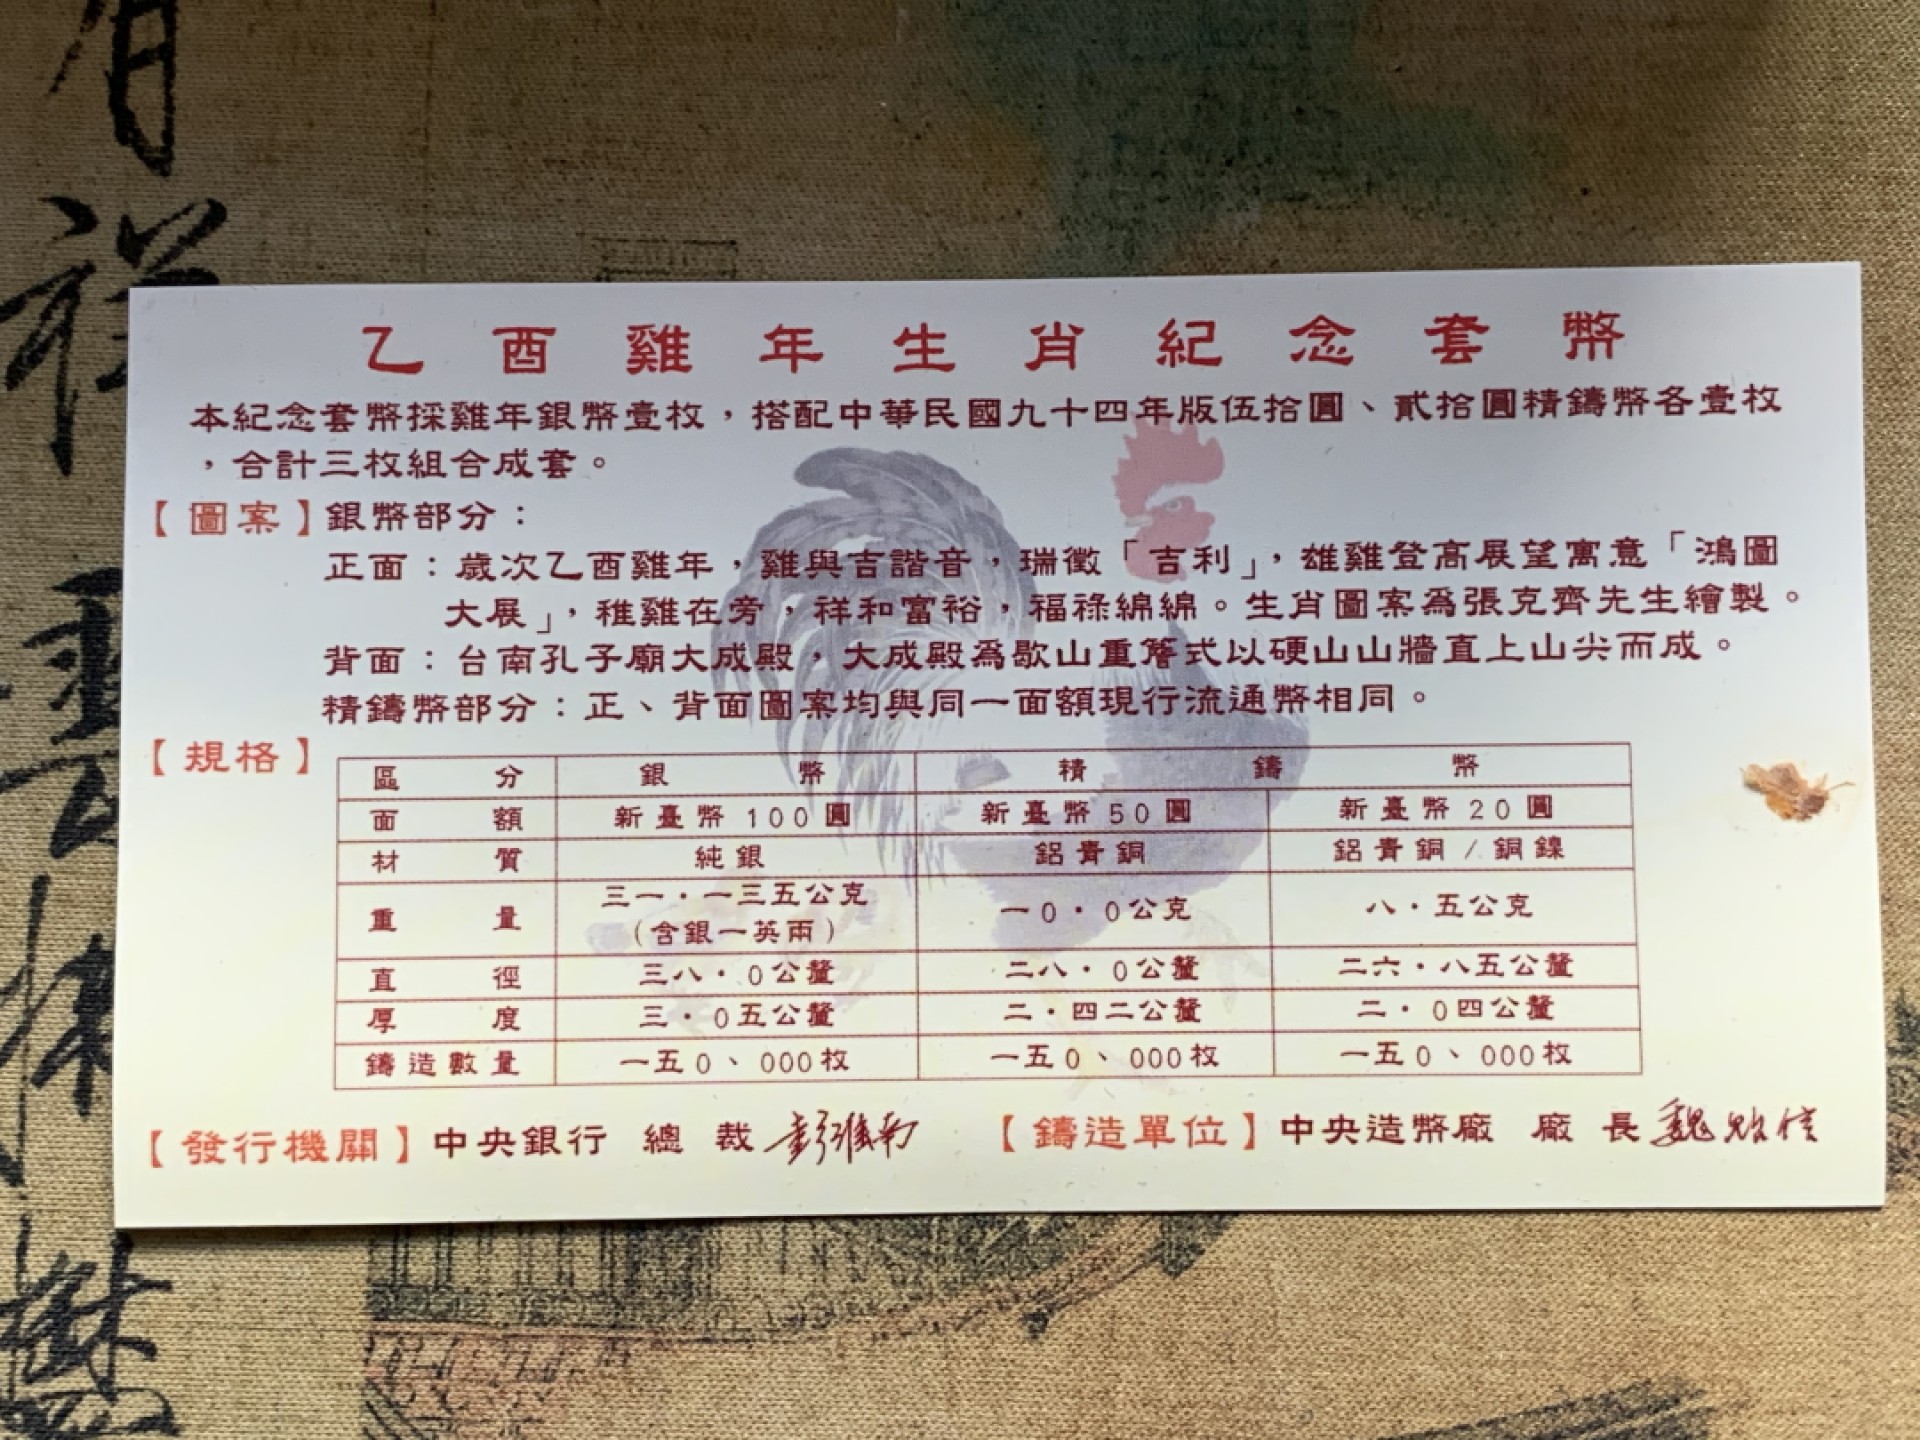 乙酉雞年生肖紀念套幣
本紀念套幣採雞年銀幣壹枚，搭配中華民國九十四年版伍拾圓、貳拾圓精鑄幣各壹枚
，合計三枚組合成套。
【圖案】銀幣部分：
正面：歲次乙酉雞年，雞與吉諧音，瑞徵「吉利」，雄雞登高展望寓意「鴻圖
大展」，稚雞在旁，祥和富裕，福祿綿綿。生肖圖案為張克齊先生繪製。
背面：台南孔子廟大成殿，大成殿為歇山重簷式以硬山山牆直上山尖而成。
精鑄幣部分：正、背面圖案均與同一面額現行流通幣相同。
【規格】
區分 銀幣 精鑄幣
面額 新臺幣100圓 新臺幣50圓 新臺幣20圓
材質 純銀 鋁青銅 鋁青銅/銅鎳
重量 三一．一三五公克 一0．0公克 八．五公克
(含銀一英兩)
直徑 三八．0公釐 二八．0公釐 二六．八五公釐
厚度 三．0五公釐 二．四二公釐 二．0四公釐
鑄造數量 一五0、000枚 一五0、000枚 一五0、000枚
【發行機關】中央銀行 總裁 彭淮南 【鑄造單位】中央造幣廠 廠長
有
祥
雲